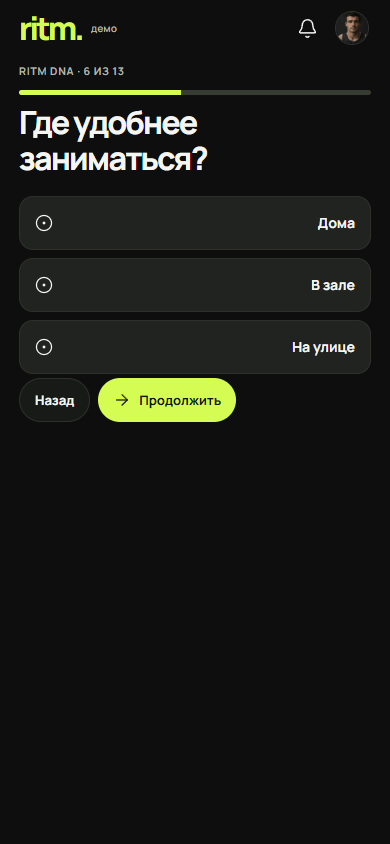 ritm. демо
RITM DNA · 6 ИЗ 13
Где удобнее
заниматься?
Дома
В зале
На улице
Назад
Продолжить